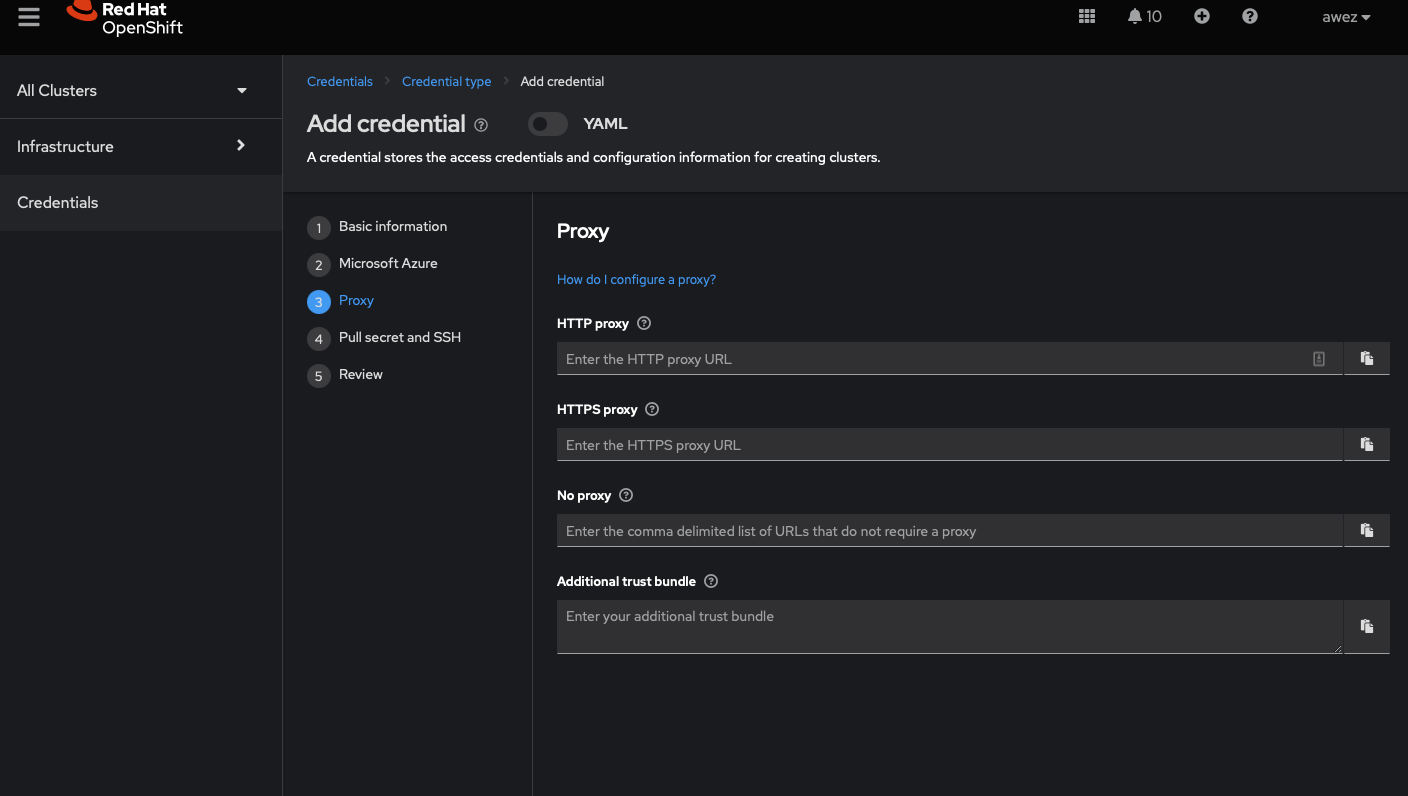 Red Hat
OpenShift
10
awez
All Clusters
Infrastructure
Credentials
Credentials
Credential type
Add credential
Add credential
YAML
A credential stores the access credentials and configuration information for creating clusters.
1 Basic information
2 Microsoft Azure
3 Proxy
4 Pull secret and SSH
5 Review
Proxy
How do I configure a proxy?
HTTP proxy
Enter the HTTP proxy URL
HTTPS proxy
Enter the HTTPS proxy URL
No proxy
Enter the comma delimited list of URLs that do not require a proxy
Additional trust bundle
Enter your additional trust bundle